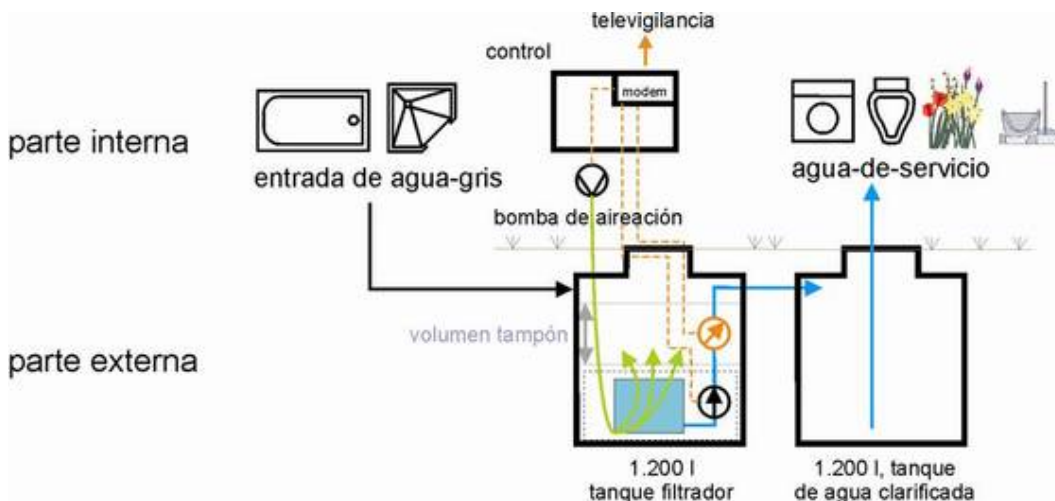 televigilancia
control
modem
parte interna
entrada de agua-gris
agua-de-servicio
bomba de aireación
volumen tampón
parte externa
1.200 l
tanque filtrador
1.200 l, tanque
de agua clarificada